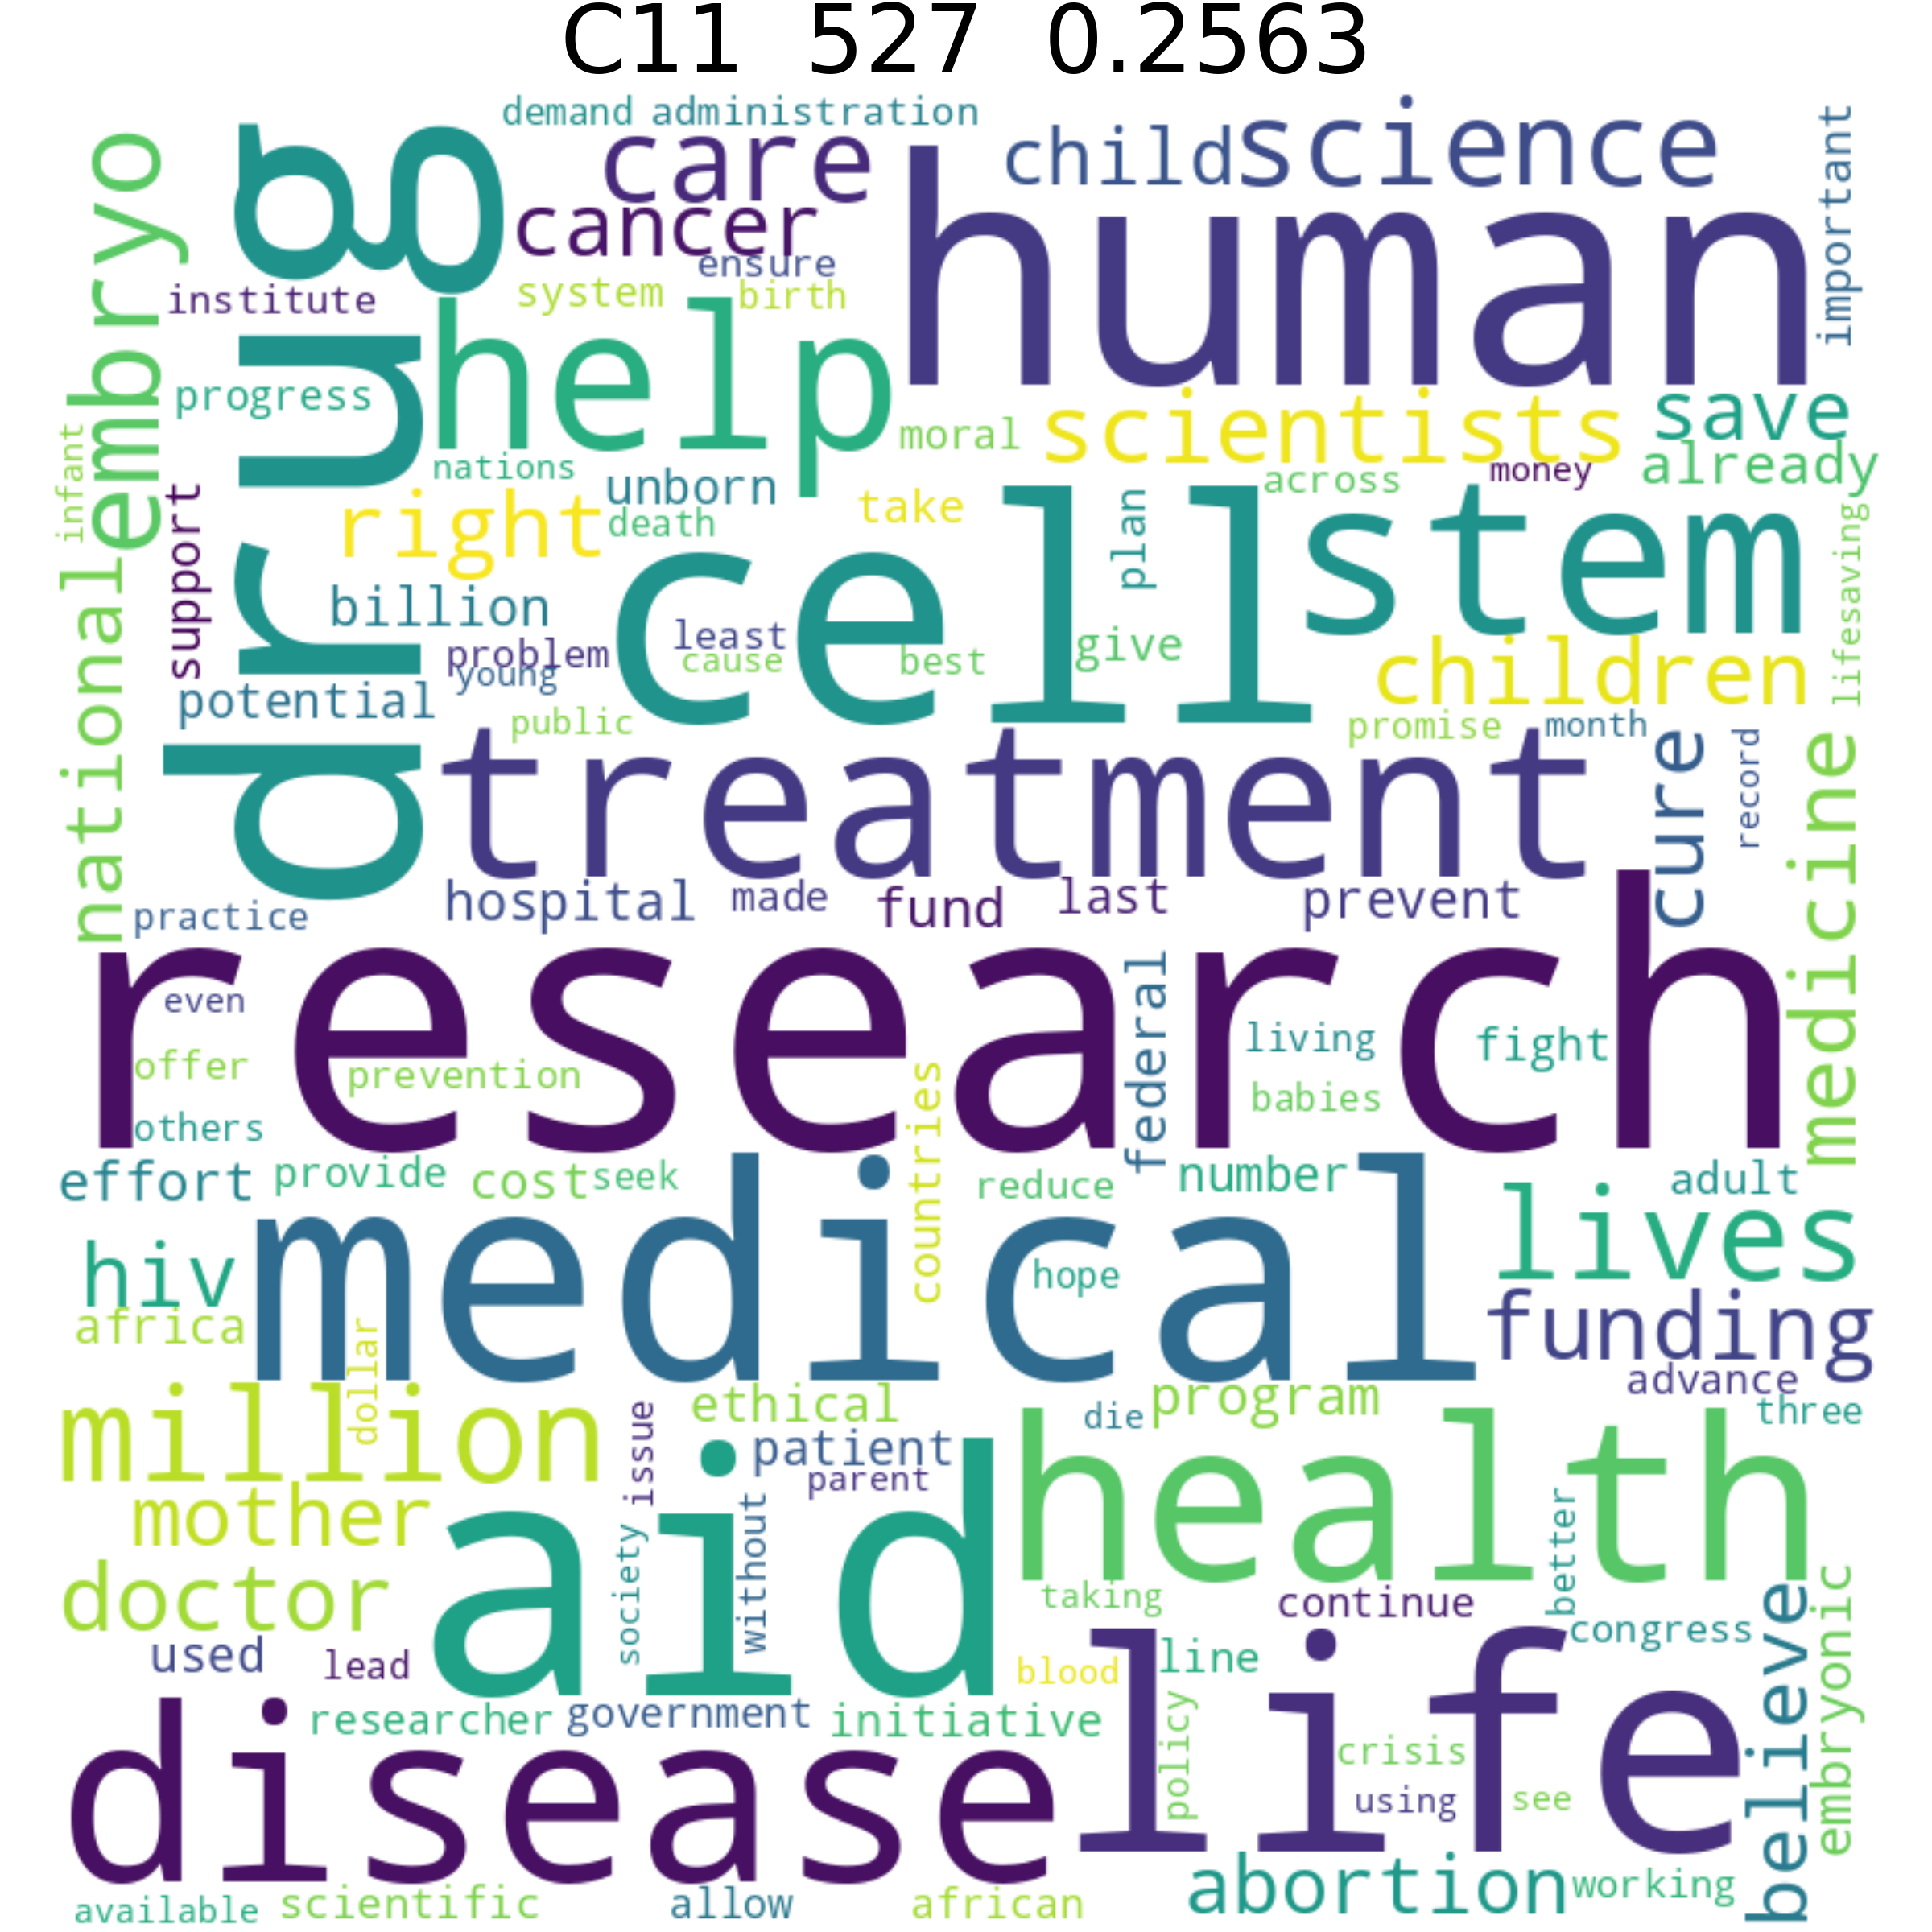 C11 527 0.2563
demand administration
care
child
science
human
important
embryo
drug
cancer
ensure
institute
system
birth
help
progress
moral
scientists
save
infant
nations
across
money
already
support
unborn
right
death
take
plan
cell
stem
lifesaving
national
billion
least
problem
cause
best
give
children
young
potential
public
promise
month
treatment
cure
record
medicine
practice
hospital
made
fund
last
prevent
research
even
federal
living
fight
offer
prevention
babies
countries
others
effort
provide
cost
seek
reduce
number
adult
medical
lives
hiv
hope
africa
funding
dollar
advance
million
ethical
die
program
three
issue
patient
parent
health
mother
aid
better
society
without
doctor
taking
continue
embryonic
congress
believe
used
lead
blood
line
life
researcher
government
initiative
policy
crisis
disease
using
see
abortion
working
available
scientific
allow
african